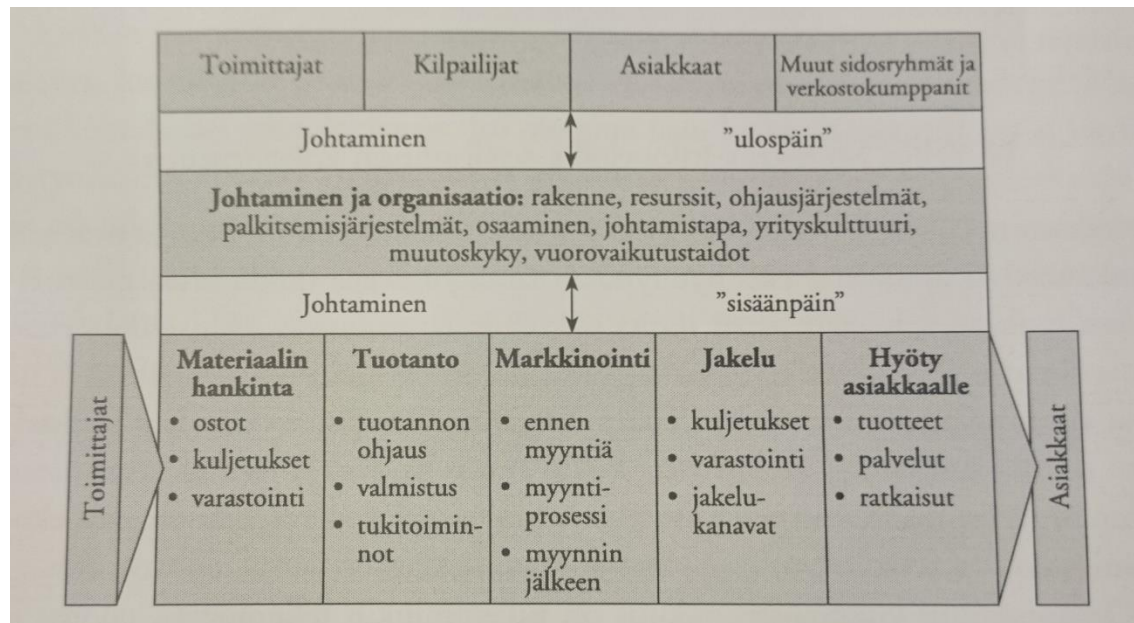 Toimittajat
Kilpailijat
Asiakkaat
Muut sidosryhmät ja
verkostokumppanit
Johtaminen
”ulospäin”
Johtaminen ja organisaatio: rakenne, resurssit, ohjausjärjestelmät,
palkitsemisjärjestelmät, osaaminen, johtamistapa, yrityskulttuuri,
muutoskyky, vuorovaikutustaidot
Johtaminen
”sisäänpäin”
Toimittajat
Materiaalin
hankinta
• ostot
• kuljetukset
• varastointi
Tuotanto
• tuotannon
ohjaus
• valmistus
• tukitoimin-
not
Markkinointi
• ennen
myyntiä
• myynti-
prosessi
• myynnin
jälkeen
Jakelu
• kuljetukset
• varastointi
• jakelu-
kanavat
Hyöty
asiakkaalle
• tuotteet
• palvelut
• ratkaisut
Asiakkaat